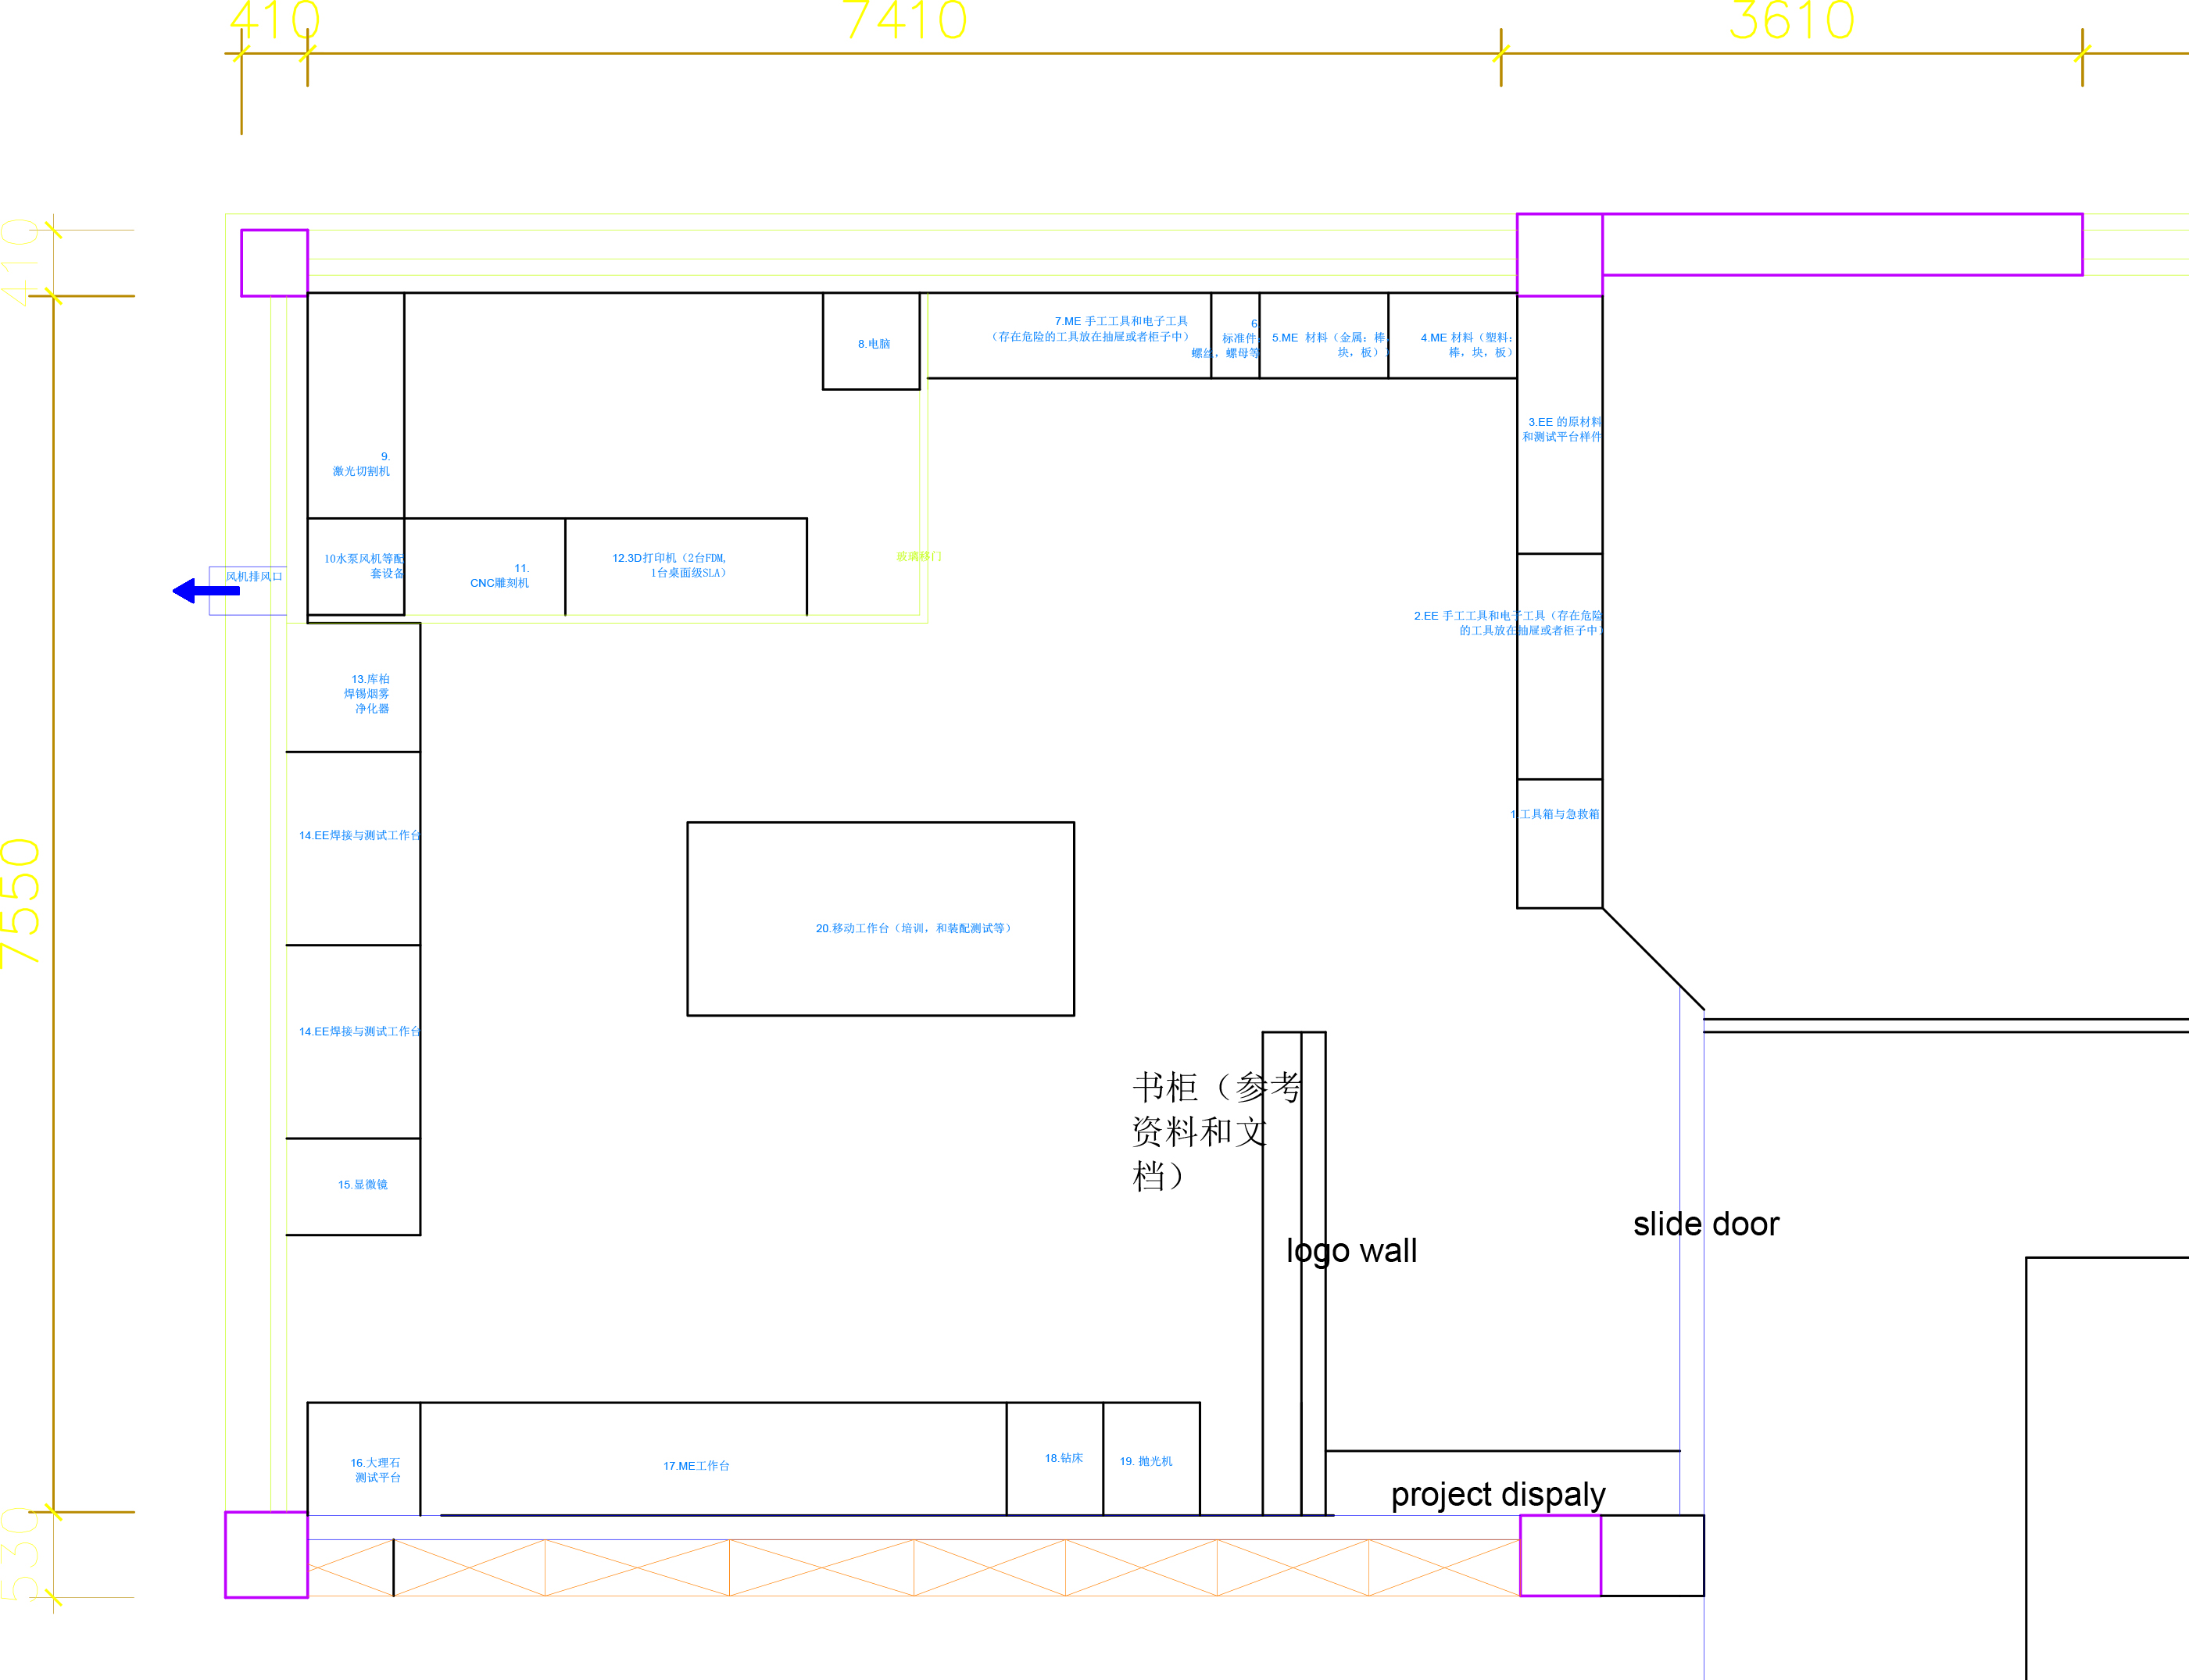 410
7410
3610
410
7550
530
7.ME 手工工具和电子工具
（存在危险的工具放在抽屉或者柜子中）
6
标准件:
螺丝，螺母等
5.ME 材料（金属：棒，
块，板））
4.ME 材料（塑料：
棒，块，板）
8.电脑
3.EE 的原材料
和测试平台样件
9.
激光切割机
10水泵风机等配
套设备
11.
CNC雕刻机
12.3D打印机（2台FDM，
1台桌面级SLA）
玻璃移门
风机排风口
2.EE 手工工具和电子工具（存在危险
的工具放在抽屉或者柜子中）
13.库柏
焊锡烟雾
净化器
1.工具箱与急救箱
14.EE焊接与测试工作台
20.移动工作台（培训，和装配测试等）
14.EE焊接与测试工作台
书柜（参考
资料和文
档）
15.显微镜
logo wall
slide door
16.大理石
测试平台
17.ME工作台
18.钻床
19. 抛光机
project dispaly